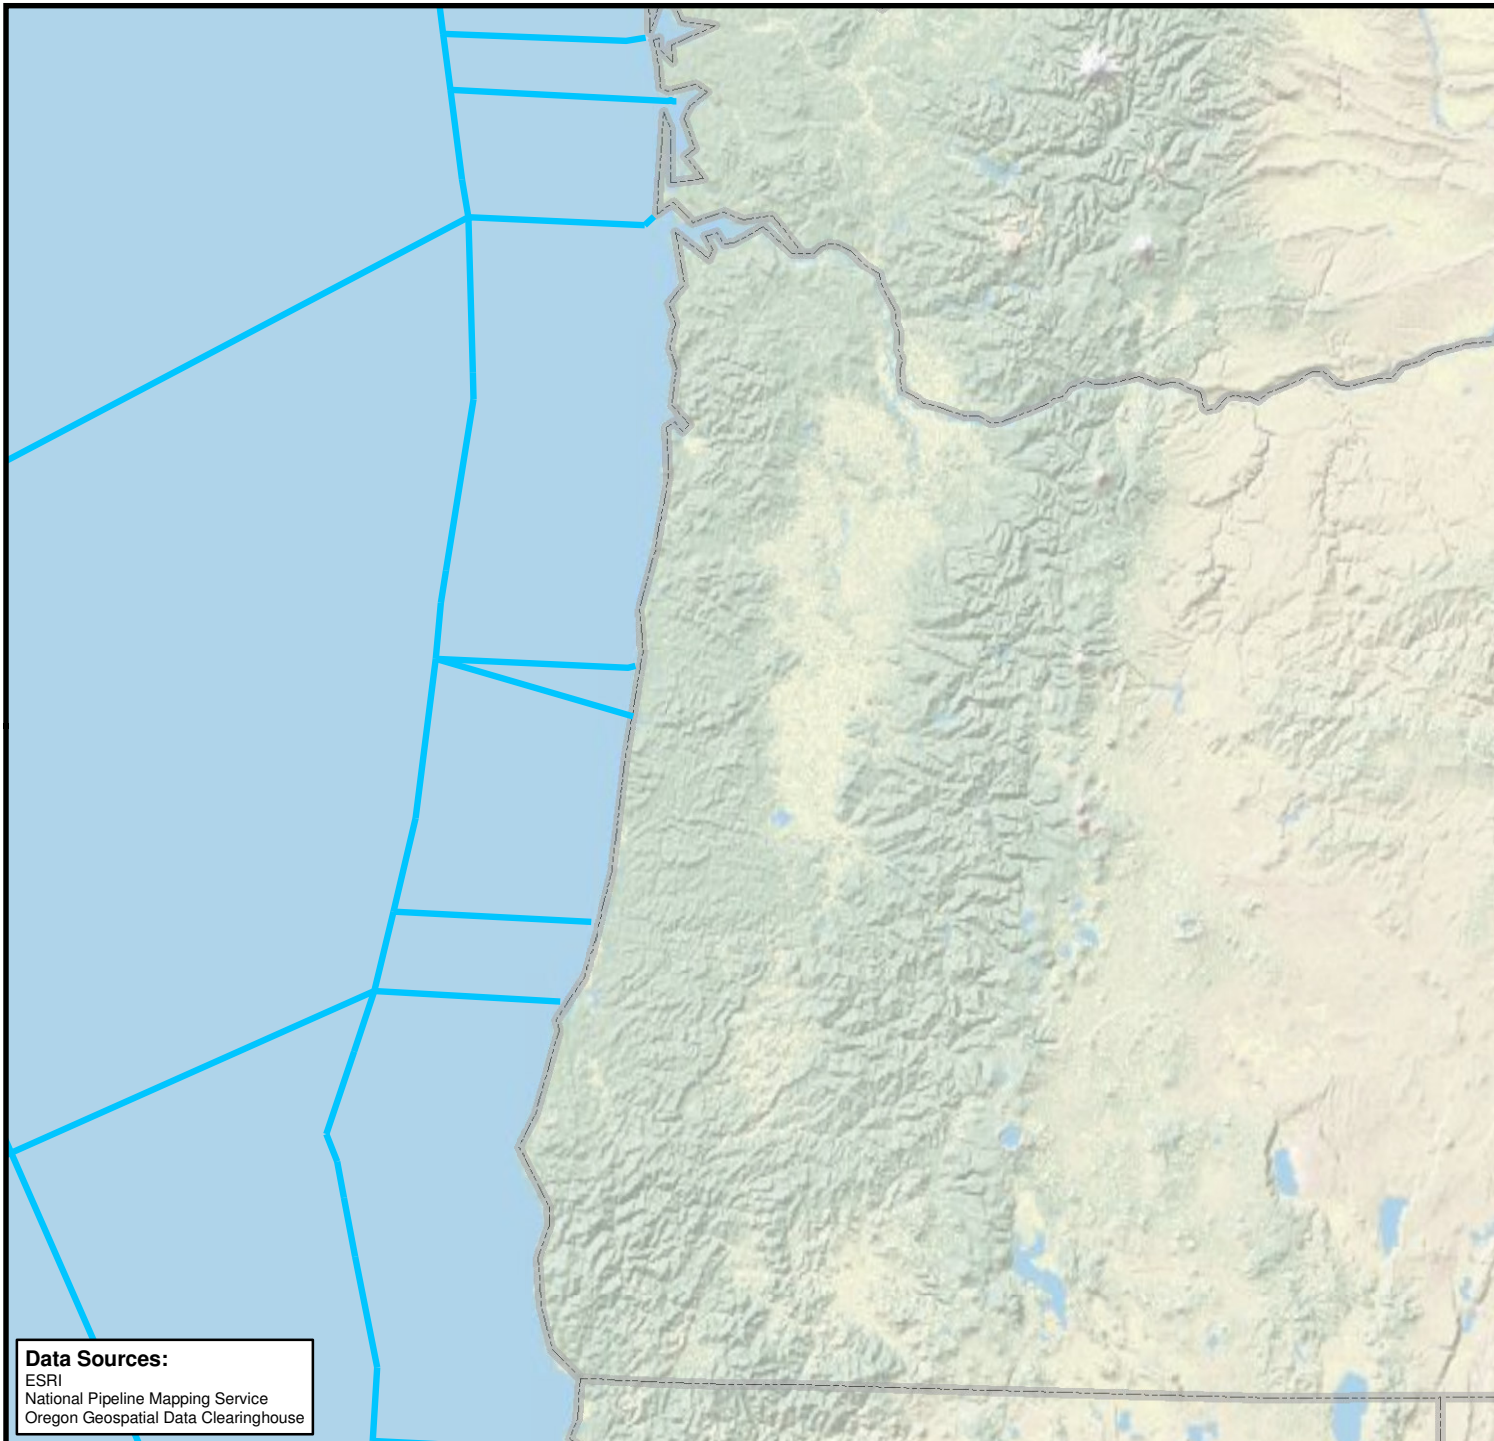 Data Sources:
ESRI
National Pipeline Mapping Service
Oregon Geospatial Data Clearinghouse